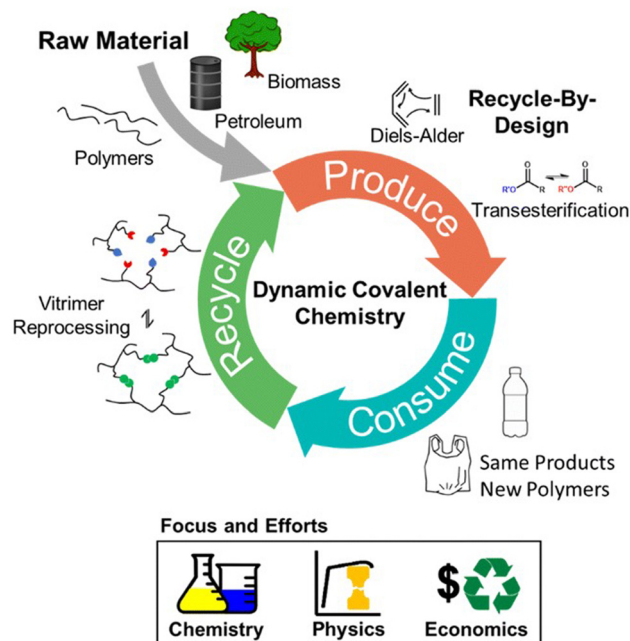 Raw Material
Biomass
Petroleum
Polymers
Recycle-By-
Design
Diels-Alder
O
R'O
R
O
R''O
R
Transesterification
Produce
Consume
Recycle
Dynamic Covalent
Chemistry
Vitrimer
Reprocessing
Same Products
New Polymers
Focus and Efforts
Chemistry
Physics
$
Economics